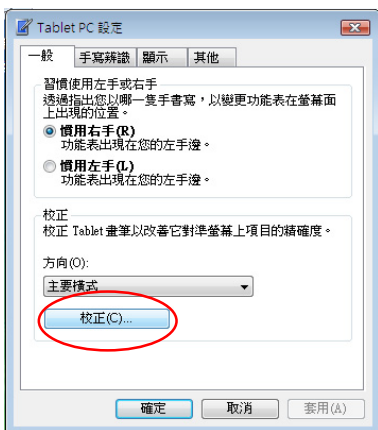 Tablet PC 設定
一般 手寫辨識 顯示 其他
習慣使用左手或右手
透過指出您以哪一隻手書寫，以變更功能表在螢幕面
上出現的位置。
慣用右手(R)
功能表出現在您的左手邊。
慣用左手(L)
功能表出現在您的左手邊。
校正
校正 Tablet 畫筆以改善它對準螢幕上項目的精確度。
方向(O):
主要橫式
校正(C)...
確定 取消 套用(A)